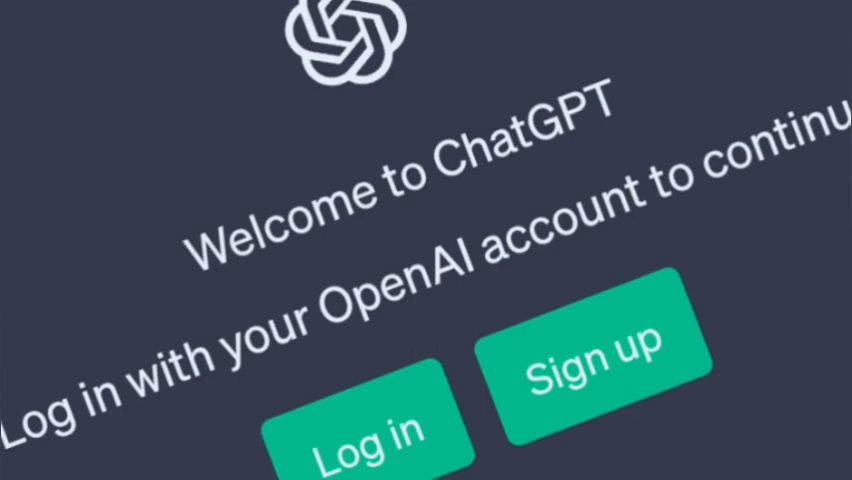 Welcome to ChatGPT
Log in with your OpenAI account to continu
Log in
Sign up